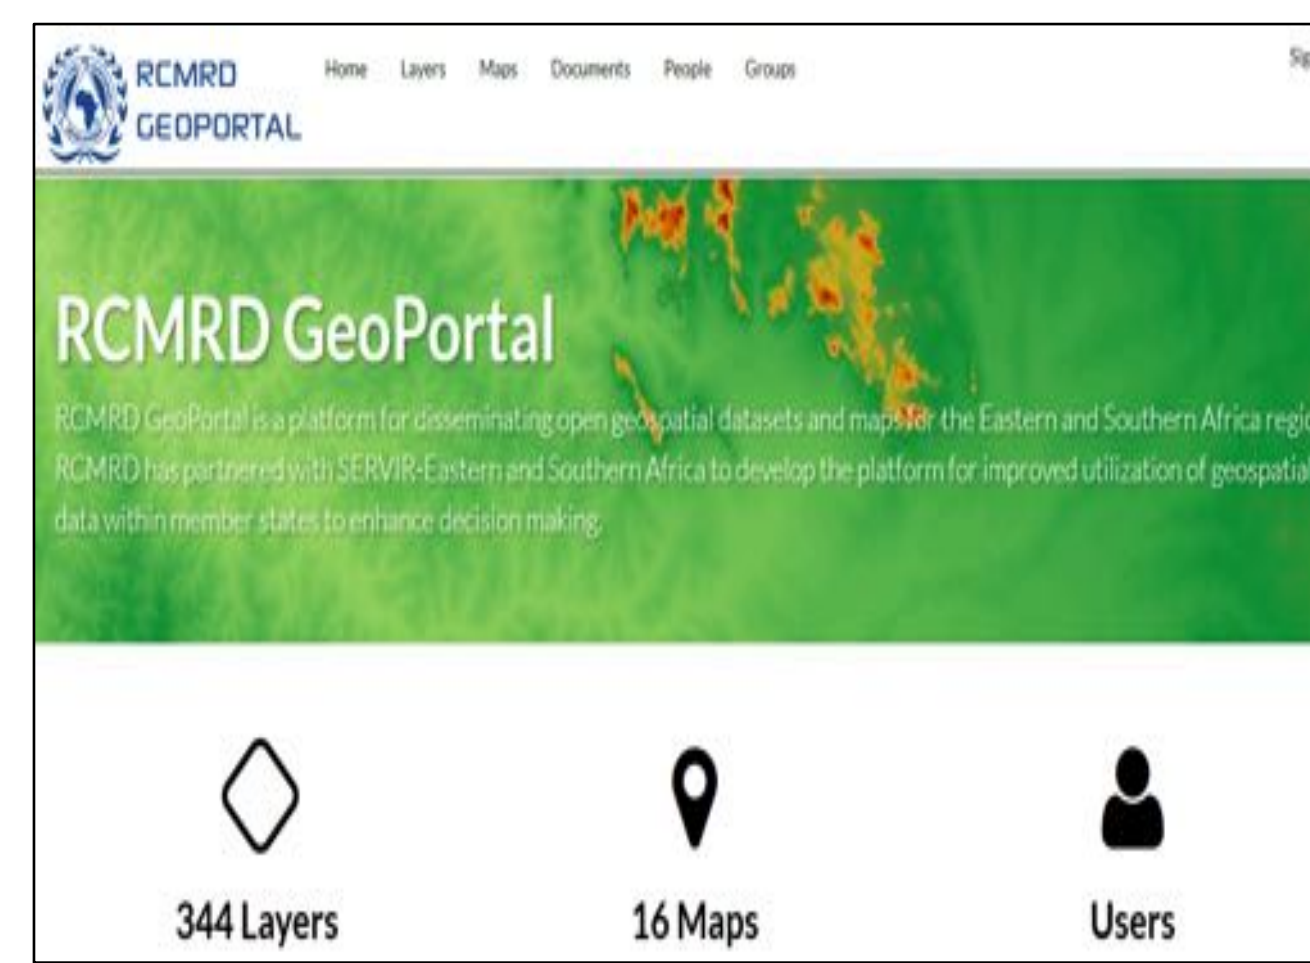 RCMRD
GEOPORTAL
Home Layers Maps Documents People Groups
RCMRD GeoPortal
RCMRD GeoPortal is a platform for disseminating open geospatial datasets and maps for the Eastern and Southern Africa
RCMRD has partnered with SERVIR-Eastern and Southern Africa to develop the platform for improved utilization of geospatial
data within member states to enhance decision making.
344 Layers 16 Maps Users